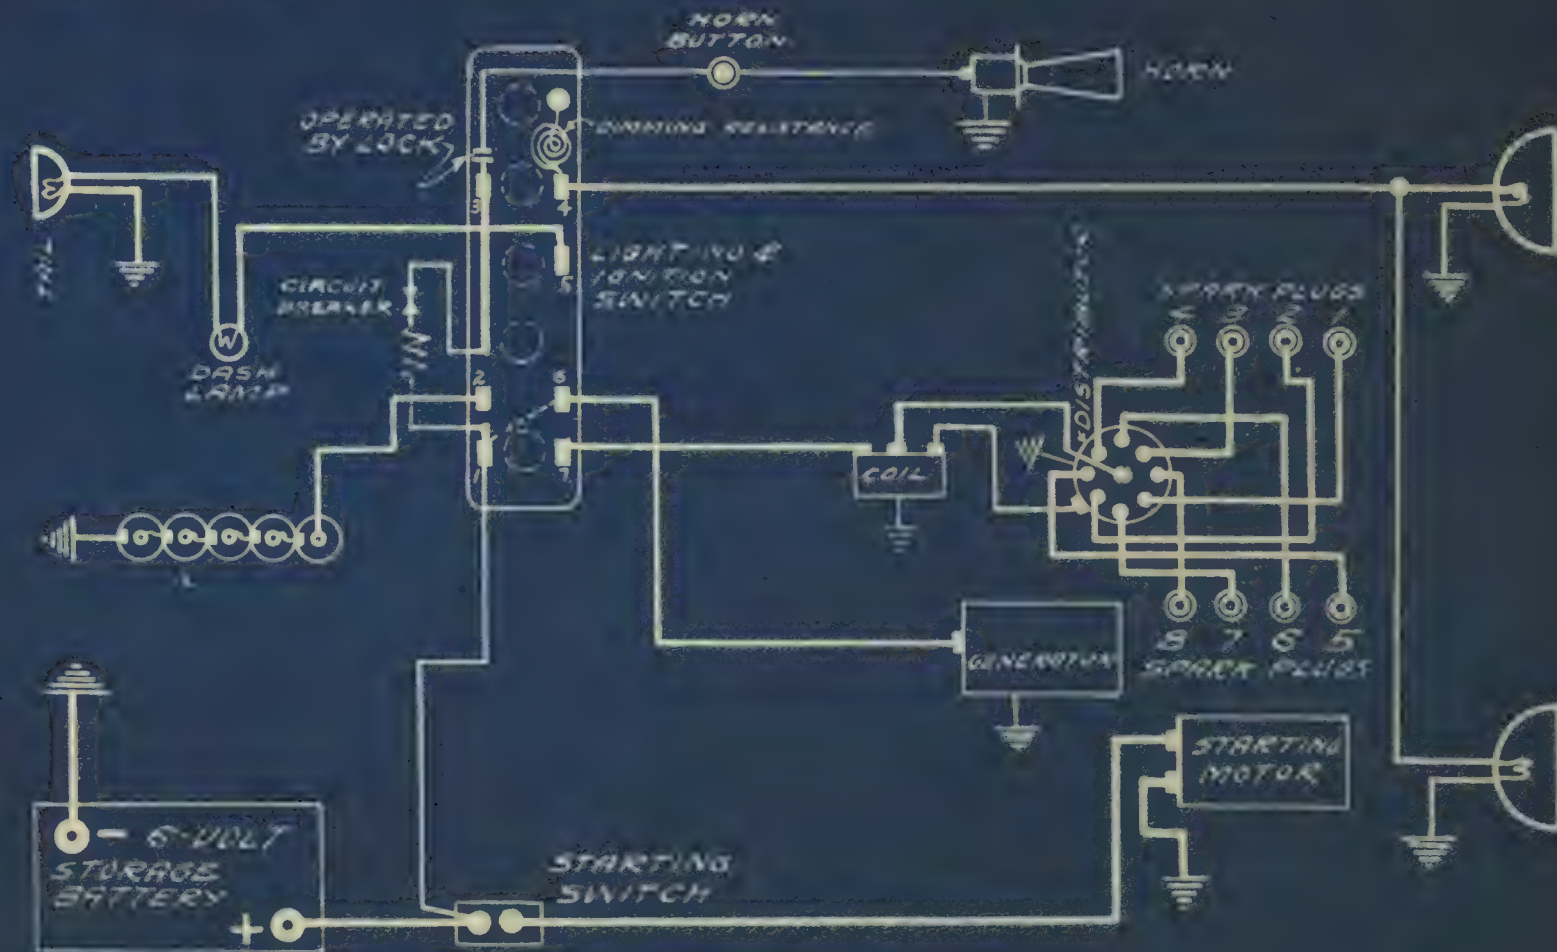 HORN
BUTTON
HORN
OPERATED
BY LOCK
DIMMING RESISTANCE
TAIL
3
4
LIGHTING &
IGNITION
SWITCH
5
CIRCUIT
BREAKER
DASH
LAMP
2
6
1
7
DISTRIBUTOR
SPARK PLUGS
4 3 2 1
COIL
8 7 6 5
SPARK PLUGS
GENERATOR
STARTING
MOTOR
- 6-VOLT
STORAGE
BATTERY
+
STARTING
SWITCH